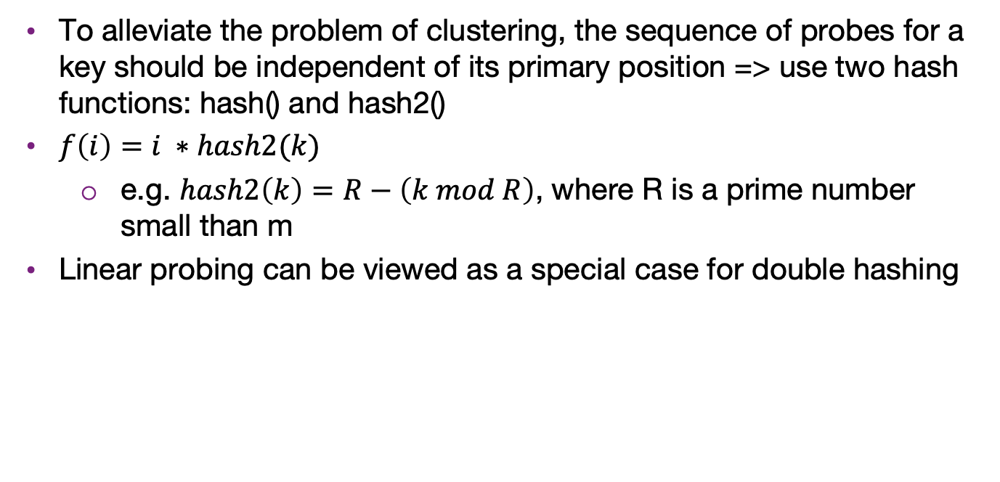 • To alleviate the problem of clustering, the sequence of probes for a
key should be independent of its primary position => use two hash
functions: hash() and hash2()
• f(i) = i * hash2(k)
○ e.g. hash2(k) = R − (k mod R), where R is a prime number
small than m
• Linear probing can be viewed as a special case for double hashing